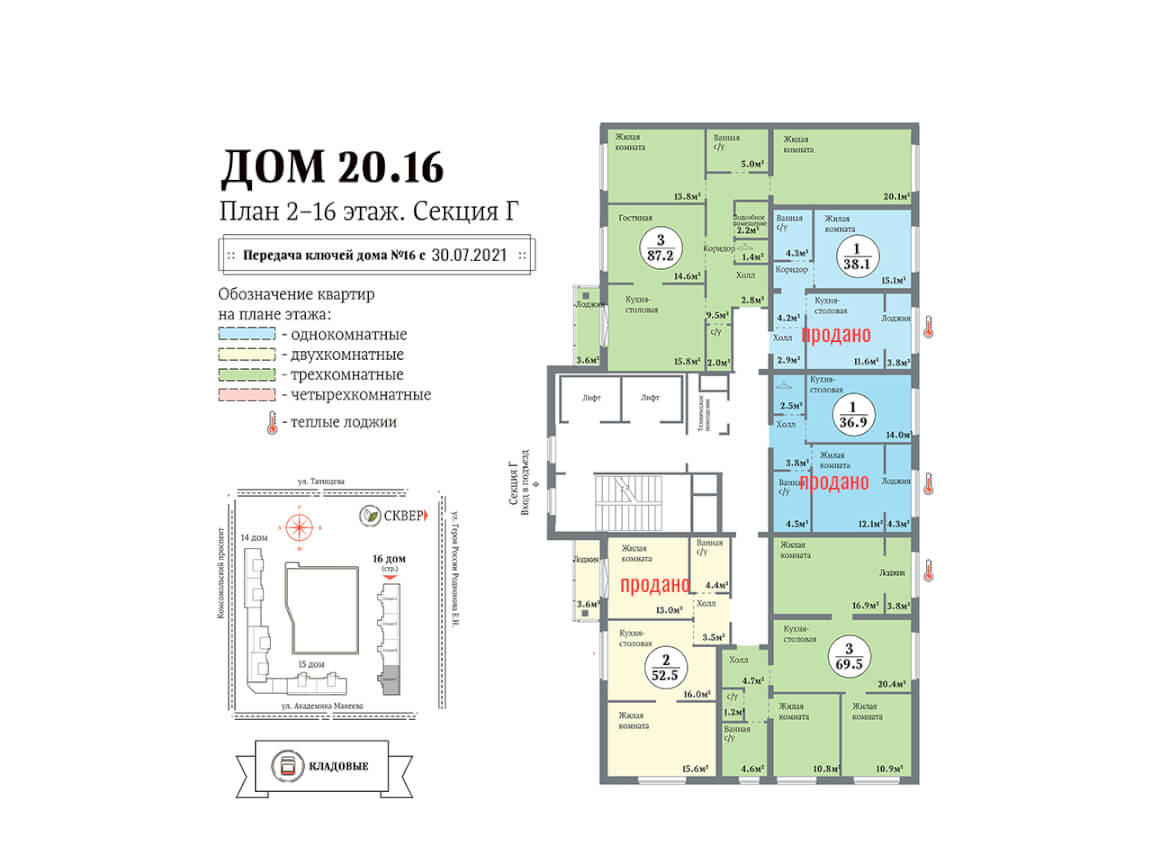 ДОМ 20.16
План 2-16 этаж. Секция Г
Передача ключей дома №16 с 30.07.2021
Обозначение квартир
на плане этажа:
- однокомнатные
- двухкомнатные
- трехкомнатные
- четырехкомнатные
- теплые лоджии
ул. Татищева
Комсомольский проспект
ул. Героя России Родионова Е.Н.
СКВЕР
14 дом
16 дом
(стр.)
15 дом
ул. Академика Макеева
КЛАДОВЫЕ
Жилая
комната
13.8м²
Ванная
с/у
5.0м²
Жилая
комната
20.1м²
Гостиная
14.6м²
3
87.2
Подсобное
помещение
2.2м²
Коридор
1.4м²
Холл
2.8м²
9.5м²
Кухня-
столовая
15.8м²
с/у
2.0м²
Лоджия
3.6м²
Ванная
с/у
4.3м²
Жилая
комната
1
38.1
15.1м²
Коридор
4.2м²
Кухня-
столовая
Лоджия
продано
Холл
2.9м²
11.6м²
3.8м²
Лифт
Лифт
Техническое
помещение
Секция Г
Вход в подъезд
2.5м²
Кухня-
столовая
1
36.9
14.0м²
Холл
3.8м²
Жилая
комната
Лоджия
продано
Ванная
с/у
4.5м²
12.1м²
4.3м²
Лоджия
3.6м²
Жилая
комната
продано
13.0м²
Ванная
с/у
4.4м²
Холл
3.5м²
Кухня-
столовая
2
52.5
16.0м²
Жилая
комната
15.6м²
Жилая
комната
16.9м²
Лоджия
3.8м²
Кухня-
столовая
3
69.5
20.4м²
Холл
4.7м²
с/у
1.2м²
Ванная
с/у
4.6м²
Жилая
комната
10.8м²
Жилая
комната
10.9м²